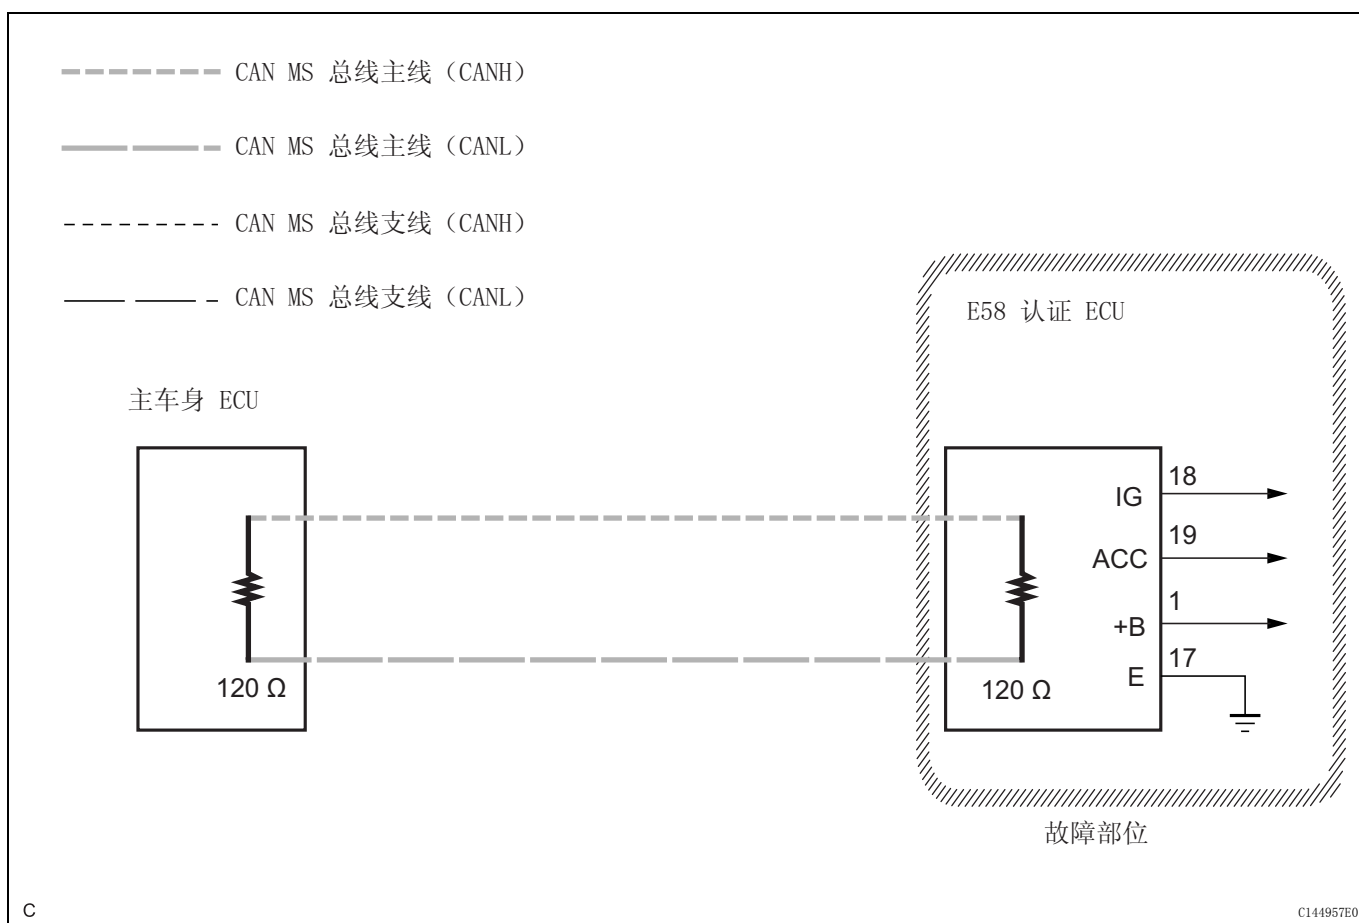 CAN MS 总线主线（CANH）
CAN MS 总线主线（CANL）
CAN MS 总线支线（CANH）
CAN MS 总线支线（CANL）
E58 认证 ECU
主车身 ECU
IG 18
ACC 19
+B 1
E 17
120 Ω
120 Ω
故障部位
C
C144957E0